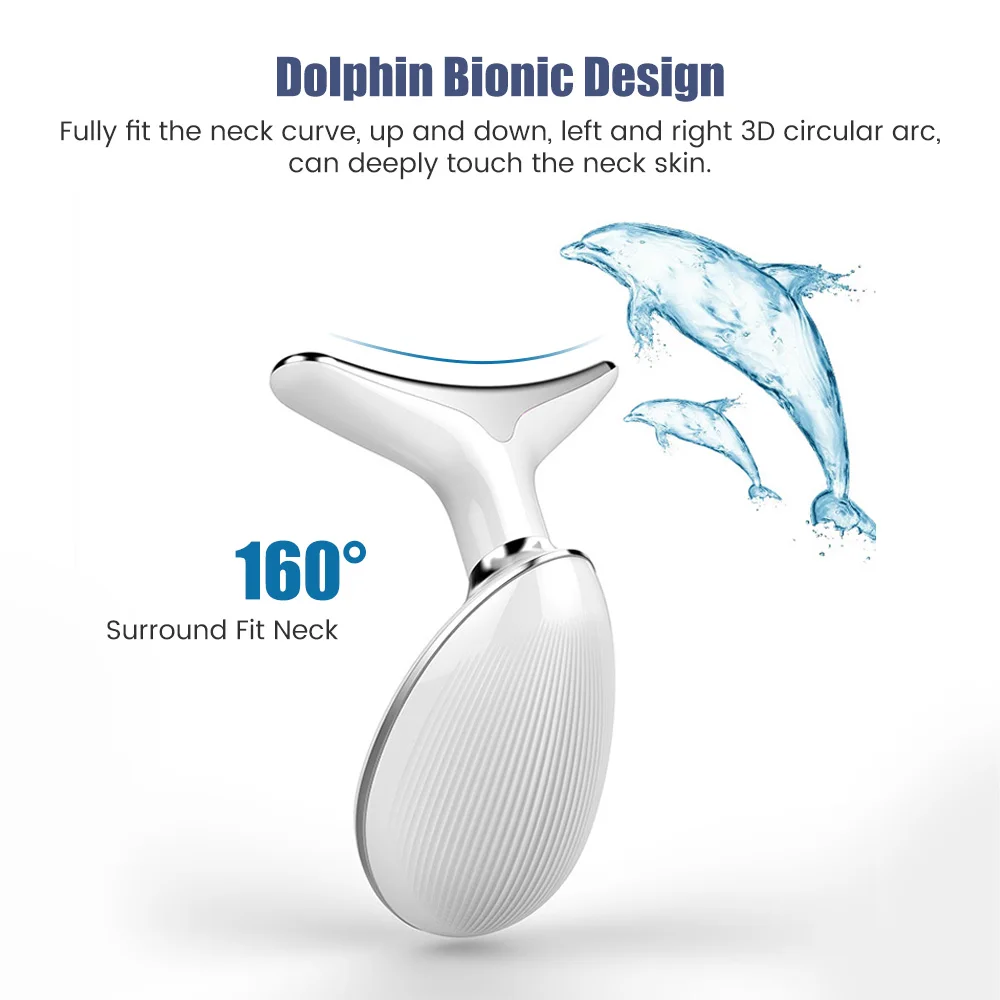 Dolphin Bionic Design
Fully fit the neck curve, up and down, left and right 3D circular arc,
can deeply touch the neck skin.
160°
Surround Fit Neck